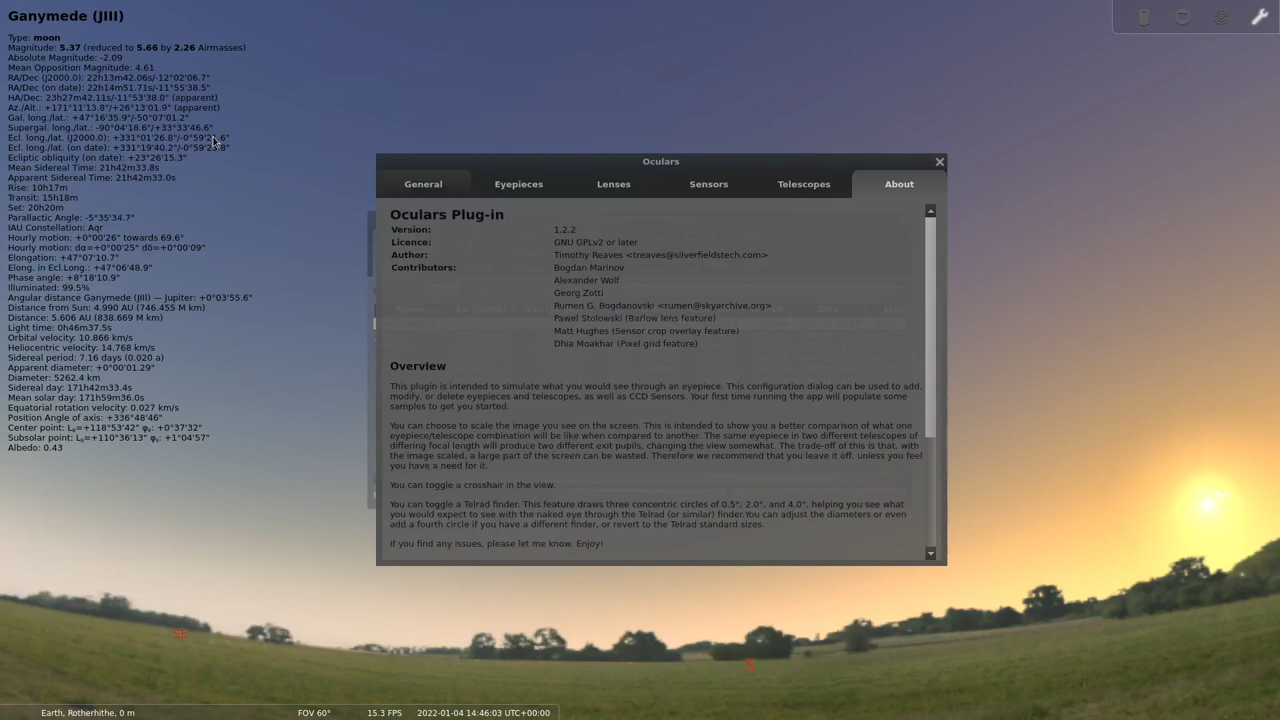 Ganymede (JIII)
Type: moon
Magnitude: 5.37 (reduced to 5.66 by 2.26 Airmasses)
Absolute Magnitude: -2.09
Mean Opposition Magnitude: 4.61
RA/Dec (J2000.0): 22h13m42.06s/-12°02'06.7"
RA/Dec (on date): 22h14m51.71s/-11°55'38.5"
HA/Dec: 23h27m42.11s/-11°53'38.0" (apparent)
Az./Alt.: +171°11'13.8"/+26°13'01.9" (apparent)
Gal. long./lat.: +47°16'35.9"/-50°07'01.2"
Supergal. long./lat.: -90°04'18.6"/+33°33'46.6"
Ecl. long./lat. (J2000.0): +331°01'26.8"/-0°59'
Ecl. long./lat. (on date): +331°19'40.2"/-0°59'
Ecliptic obliquity (on date): +23°26'15.3"
Mean Sidereal Time: 21h42m33.8s
Apparent Sidereal Time: 21h42m33.0s
Rise: 10h17m
Transit: 15h18m
Set: 20h20m
Parallactic Angle: -5°35'34.7"
IAU Constellation: Aqr
Hourly motion: +0°00'26" towards 69.6°
Hourly motion: dα=+0°00'25" dδ=+0°00'09"
Elongation: +47°07'10.7"
Elong. in Ecl.Long.: +47°06'48.9"
Phase angle: +8°18'10.9"
Illuminated: 99.5%
Angular distance Ganymede (JIII) — Jupiter: +0°03'55.6"
Distance from Sun: 4.990 AU (746.455 M km)
Distance: 5.606 AU (838.669 M km)
Light time: 0h46m37.5s
Orbital velocity: 10.866 km/s
Heliocentric velocity: 14.768 km/s
Sidereal period: 7.16 days (0.020 a)
Apparent diameter: +0°00'01.29"
Diameter: 5262.4 km
Sidereal day: 171h42m33.4s
Mean solar day: 171h59m36.0s
Equatorial rotation velocity: 0.027 km/s
Position Angle of axis: +336°48'46"
Center point: L₀=+118°53'42" φ₀: +0°37'32"
Subsolar point: Lₛ=+110°36'13" φₛ: +1°04'57"
Albedo: 0.43
Oculars
General Eyepieces Lenses Sensors Telescopes About
Oculars Plug-in
Version: 1.2.2
Licence: GNU GPLv2 or later
Author: Timothy Reaves <treaves@silverfieldstech.com>
Contributors: Bogdan Marinov
Alexander Wolf
Georg Zotti
Rumen G. Bogdanovski <rumen@skyarchive.org>
Pawel Stolowski (Barlow lens feature)
Matt Hughes (Sensor crop overlay feature)
Dhia Moakhar (Pixel grid feature)
Overview
This plugin is intended to simulate what you would see through an eyepiece. This configuration dialog can be used to add,
modify, or delete eyepieces and telescopes, as well as CCD Sensors. Your first time running the app will populate some
samples to get you started.
You can choose to scale the image you see on the screen. This is intended to show you a better comparison of what one
eyepiece/telescope combination will be like when compared to another. The same eyepiece in two different telescopes of
differing focal length will produce two different exit pupils, changing the view somewhat. The trade-off of this is that, with
the image scaled, a large part of the screen can be wasted. Therefore we recommend that you leave it off, unless you feel
you have a need for it.
You can toggle a crosshair in the view.
You can toggle a Telrad finder. This feature draws three concentric circles of 0.5°, 2.0°, and 4.0°, helping you see what
you would expect to see with the naked eye through the Telrad (or similar) finder.You can adjust the diameters or even
add a fourth circle if you have a different finder, or revert to the Telrad standard sizes.
If you find any issues, please let me know. Enjoy!
SE
S
Earth, Rotherhithe, 0 m FOV 60° 15.3 FPS 2022-01-04 14:46:03 UTC+00:00